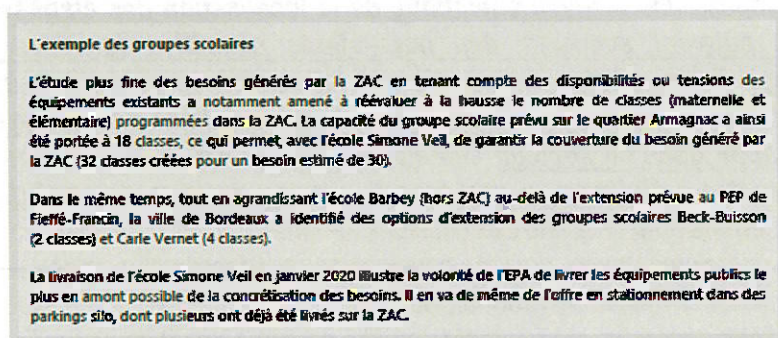 L'exemple des groupes scolaires
L'étude plus fine des besoins générés par la ZAC en tenant compte des disponibilités ou tensions des
équipements existants a notamment amené à réévaluer à la hausse le nombre de classes (maternelle et
élémentaire) programmées dans la ZAC. La capacité du groupe scolaire prévu sur le quartier Armagnac a ainsi
été portée à 18 classes, ce qui permet, avec l'école Simone Veil, de garantir la couverture du besoin généré par
la ZAC (32 classes créées pour un besoin estimé de 30).
Dans le même temps, tout en agrandissant l'école Barbey (hors ZAC) au-delà de l'extension prévue au PEP de
Fieffé-Francin, la ville de Bordeaux a identifié des options d'extension des groupes scolaires Beck-Buisson
(2 classes) et Carle Vernet (4 classes).
La livraison de l'école Simone Veil en janvier 2020 illustre la volonté de l'EPA de livrer les équipements publics le
plus en amont possible de la concrétisation des besoins. Il en va de même de l'offre en stationnement dans des
parkings silo, dont plusieurs ont déjà été livrés sur la ZAC.